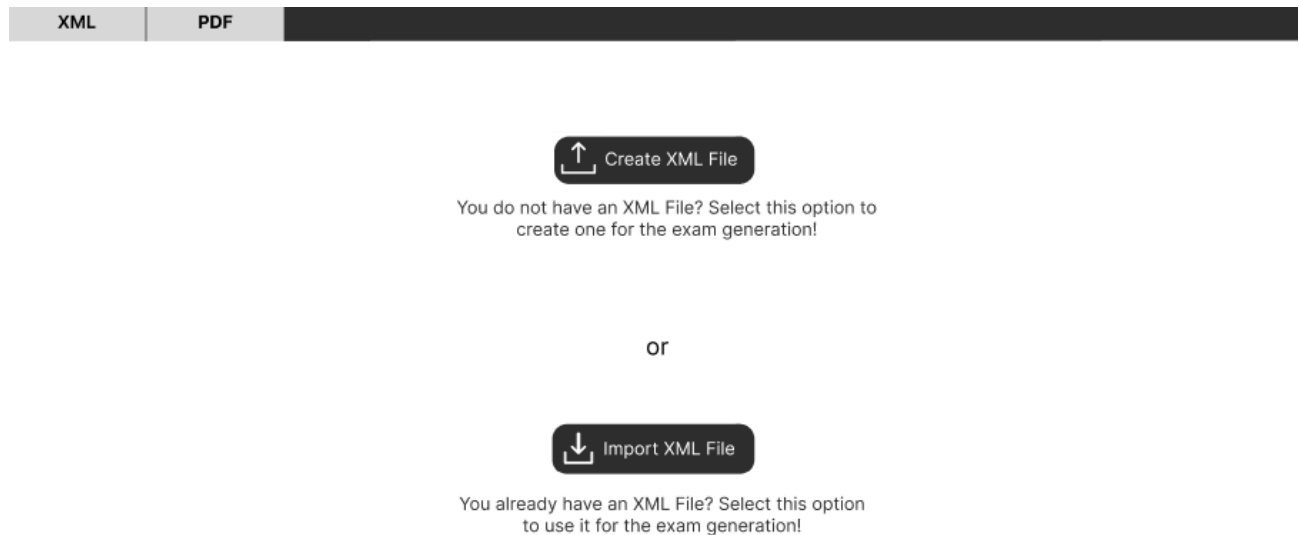 XML
PDF
Create XML File
You do not have an XML File? Select this option to
create one for the exam generation!
or
Import XML File
You already have an XML File? Select this option
to use it for the exam generation!